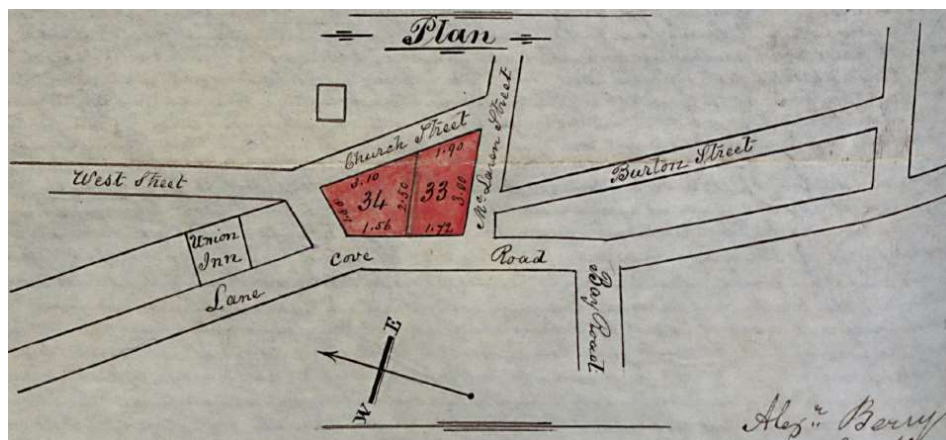 Plan
Church Street
McLaren Street
West Street
Burton Street
3.10
1.90
34
2.50
33
3.00
1.56
1.72
Union
Inn
Lane Cove Road
Bay Road
E
W
Alexr Berry